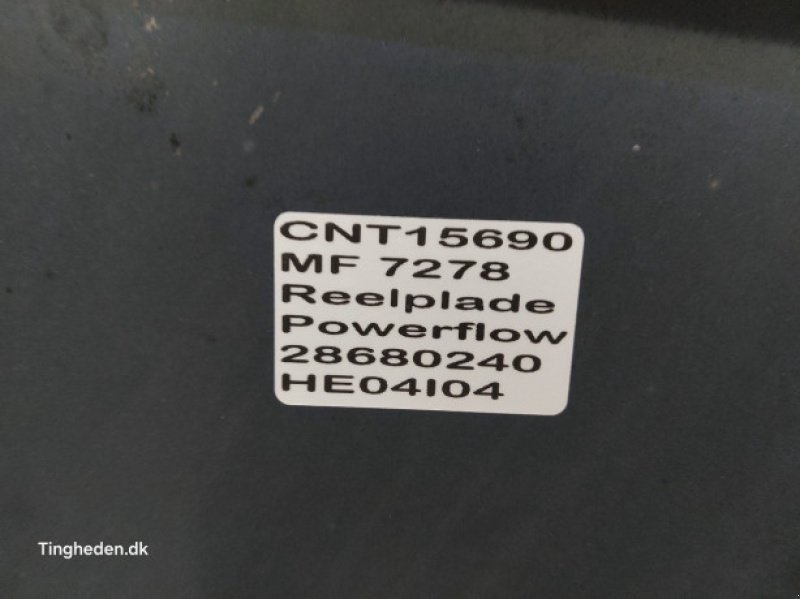 CNT15690
MF 7278
Reelplade
Powerflow
28680240
HE04I04
Tingheden.dk